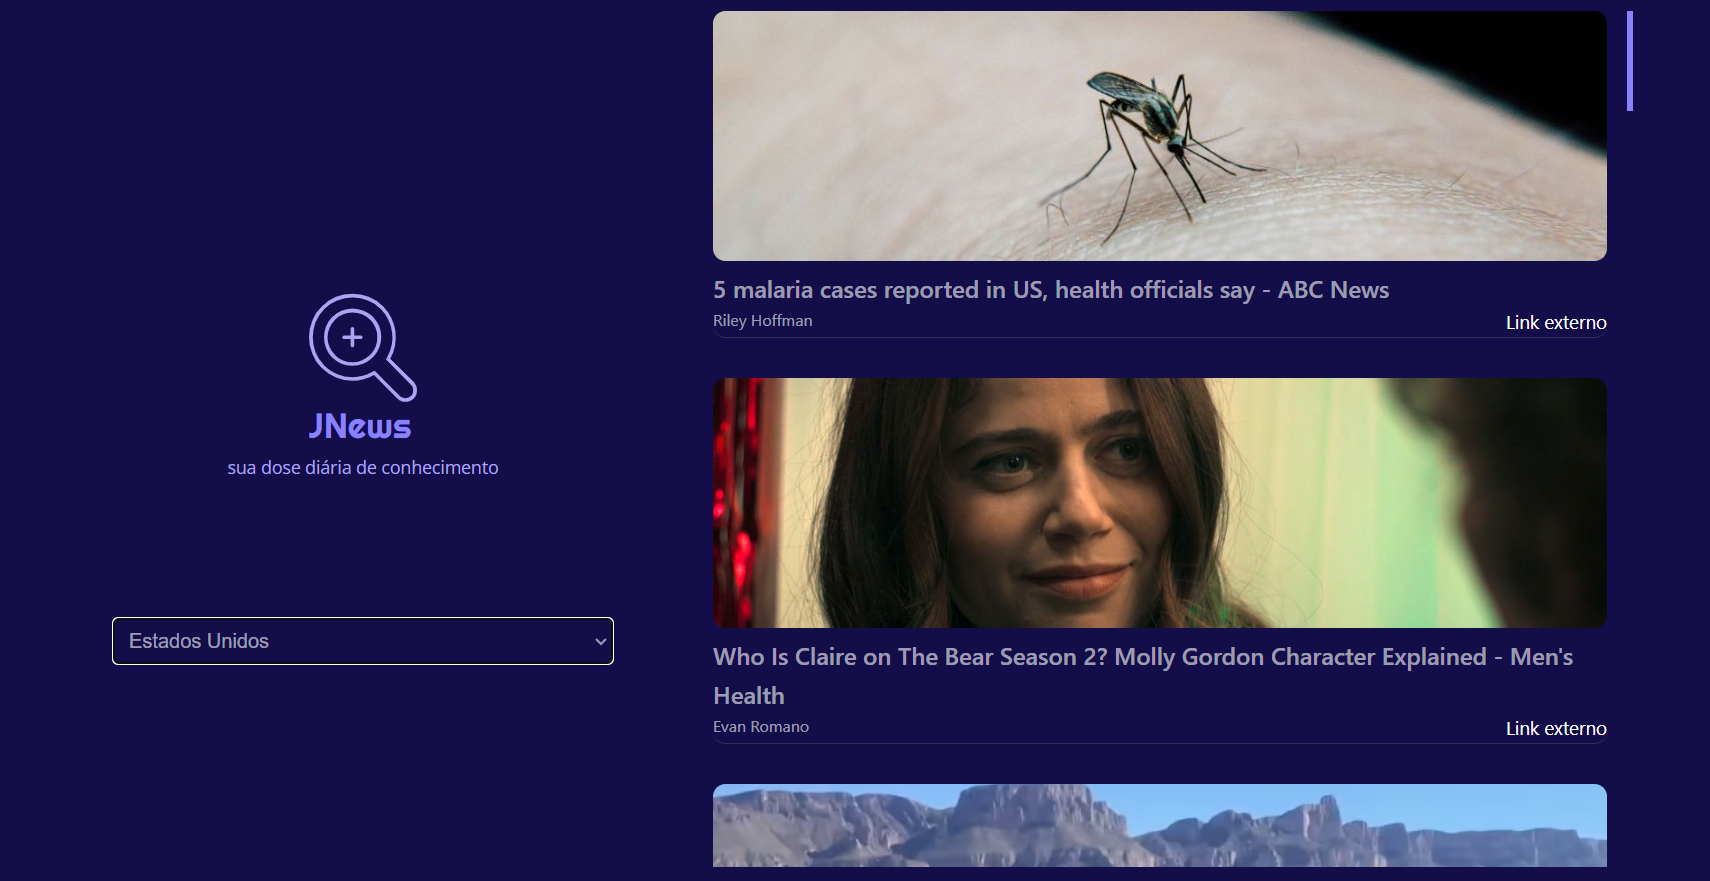 JNews
sua dose diária de conhecimento
Estados Unidos
5 malaria cases reported in US, health officials say - ABC News
Riley Hoffman
Link externo
Who Is Claire on The Bear Season 2? Molly Gordon Character Explained - Men's
Health
Evan Romano
Link externo